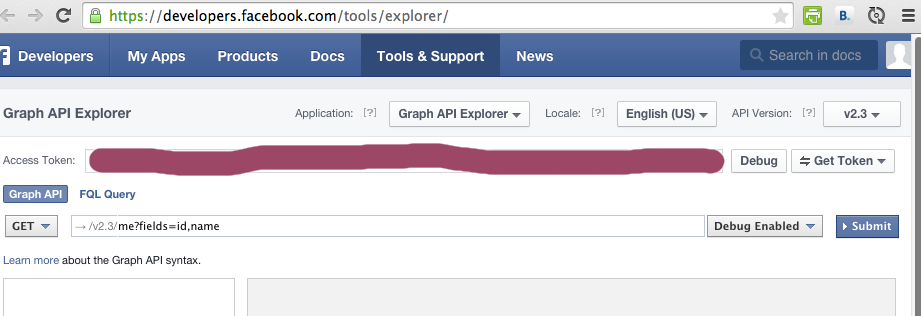 https://developers.facebook.com/tools/explorer/
B.
f Developers My Apps Products Docs Tools & Support News Search in docs
Graph API Explorer Application: [?] Graph API Explorer Locale: [?] English (US) API Version: [?] v2.3
Access Token: Debug Get Token
Graph API FQL Query
GET → /v2.3/me?fields=id,name Debug Enabled Submit
Learn more about the Graph API syntax.